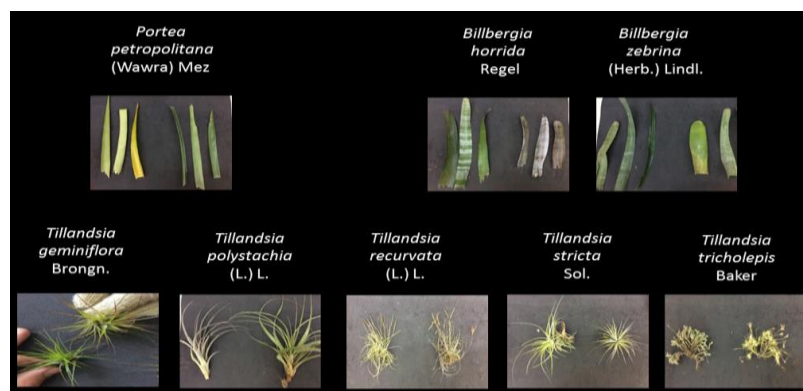 Portea
petropolitana
(Wawra) Mez
Billbergia
horrida
Regel
Billbergia
zebrina
(Herb.) Lindl.
Tillandsia
geminiflora
Brongn.
Tillandsia
polystachia
(L.) L.
Tillandsia
recurvata
(L.) L.
Tillandsia
stricta
Sol.
Tillandsia
tricholepis
Baker